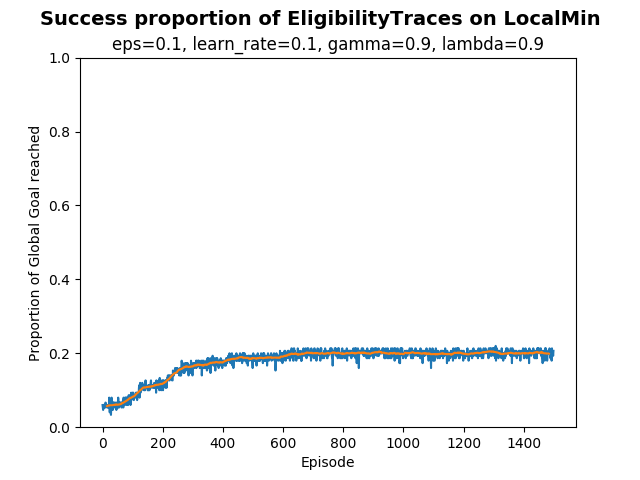 Success proportion of EligibilityTraces on LocalMin
eps=0.1, learn_rate=0.1, gamma=0.9, lambda=0.9
Proportion of Global Goal reached
1.0
0.8
0.6
0.4
0.2
0.0
0 200 400 600 800 1000 1200 1400
Episode